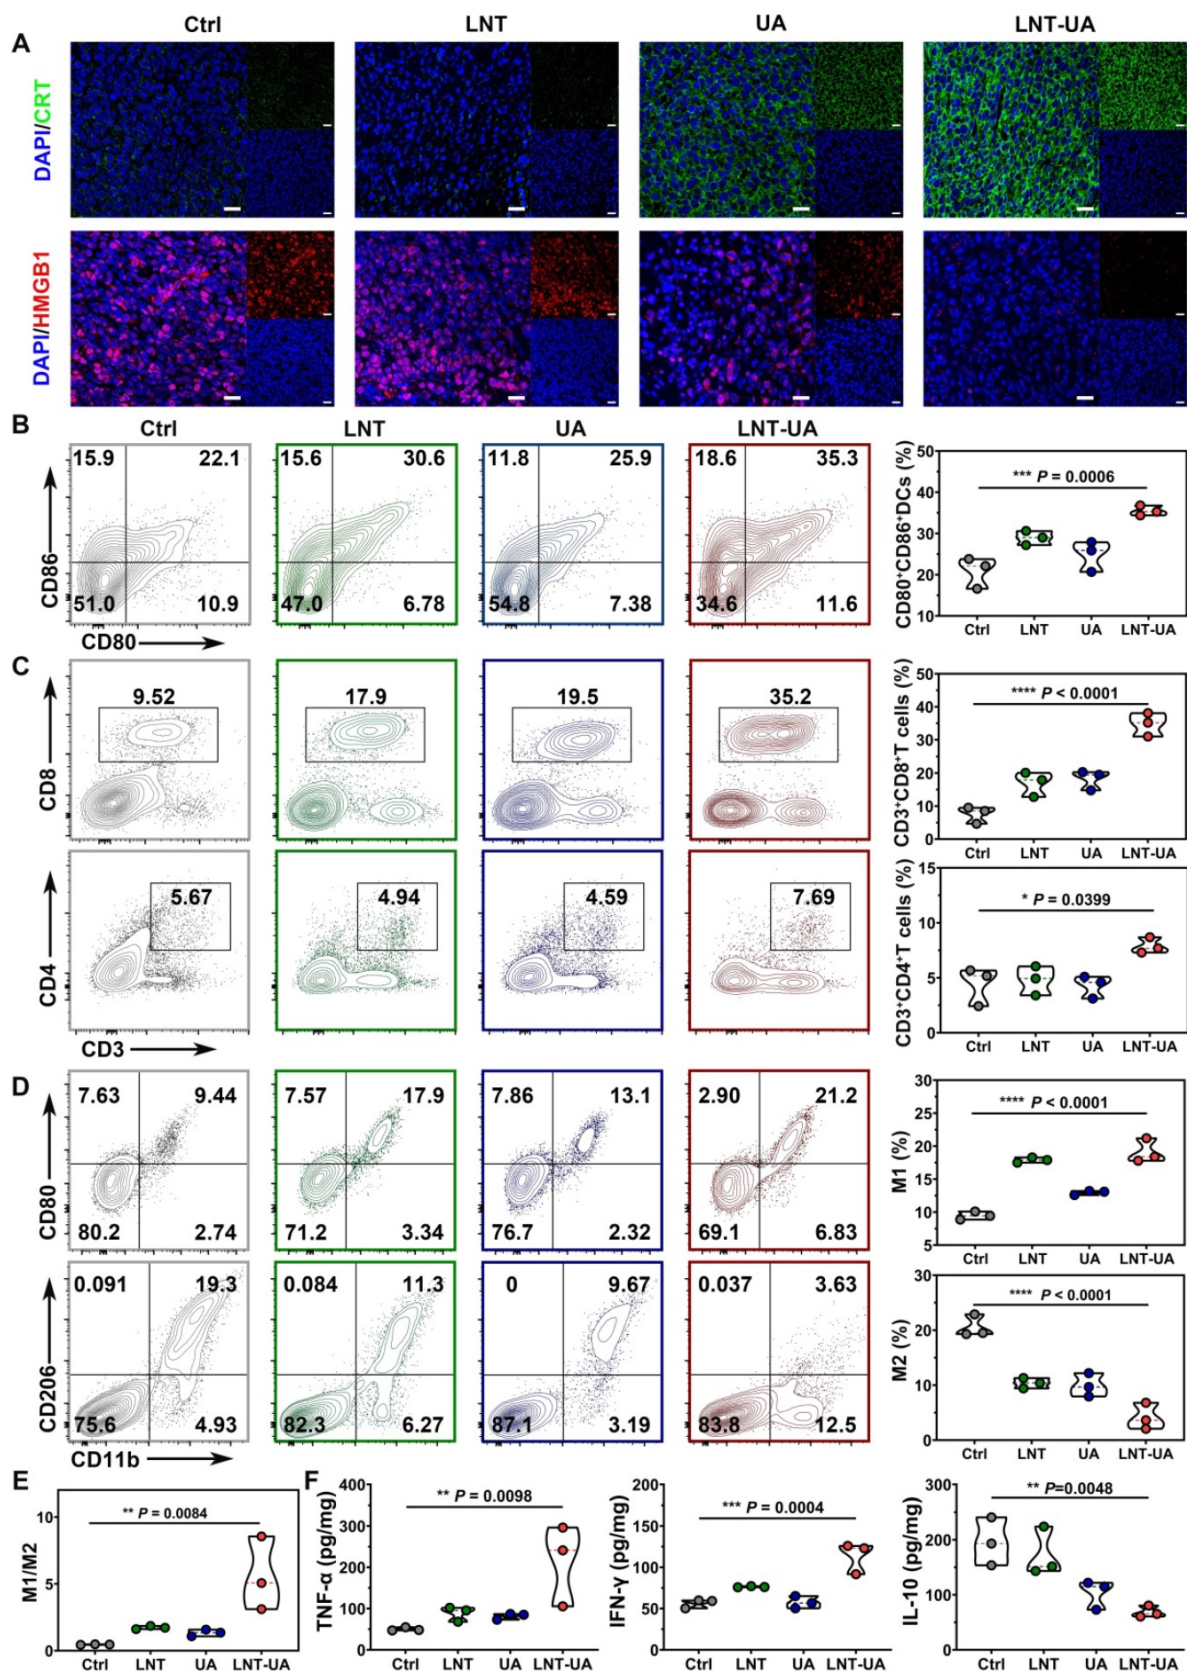 Ctrl LNT UA LNT-UA
A
DAPI/CRT
DAPI/HMGB1
B
Ctrl LNT UA LNT-UA
15.9 22.1 15.6 30.6 11.8 25.9 18.6 35.3
51.0 10.9 47.0 6.78 54.8 7.38 34.6 11.6
CD86
CD80
CD80⁺CD86⁺DCs (%)
50
40
30
20
10
*** P = 0.0006
Ctrl LNT UA LNT-UA
C
9.52 17.9 19.5 35.2
CD8
CD3⁺CD8⁺T cells (%)
50
40
30
20
10
0
**** P < 0.0001
Ctrl LNT UA LNT-UA
5.67 4.94 4.59 7.69
CD4
CD3
CD3⁺CD4⁺T cells (%)
15
10
5
0
* P = 0.0399
Ctrl LNT UA LNT-UA
D
7.63 9.44 7.57 17.9 7.86 13.1 2.90 21.2
80.2 2.74 71.2 3.34 76.7 2.32 69.1 6.83
CD80
M1 (%)
30
25
20
15
10
5
**** P < 0.0001
Ctrl LNT UA LNT-UA
0.091 19.3 0.084 11.3 0 9.67 0.037 3.63
75.6 4.93 82.3 6.27 87.1 3.19 83.8 12.5
CD206
CD11b
M2 (%)
30
20
10
0
**** P < 0.0001
Ctrl LNT UA LNT-UA
E
M1/M2
10
5
0
** P = 0.0084
Ctrl LNT UA LNT-UA
F
TNF-α (pg/mg)
400
300
200
100
0
** P = 0.0098
Ctrl LNT UA LNT-UA
IFN-γ (pg/mg)
200
150
100
50
0
*** P = 0.0004
Ctrl LNT UA LNT-UA
IL-10 (pg/mg)
300
200
100
0
** P=0.0048
Ctrl LNT UA LNT-UA